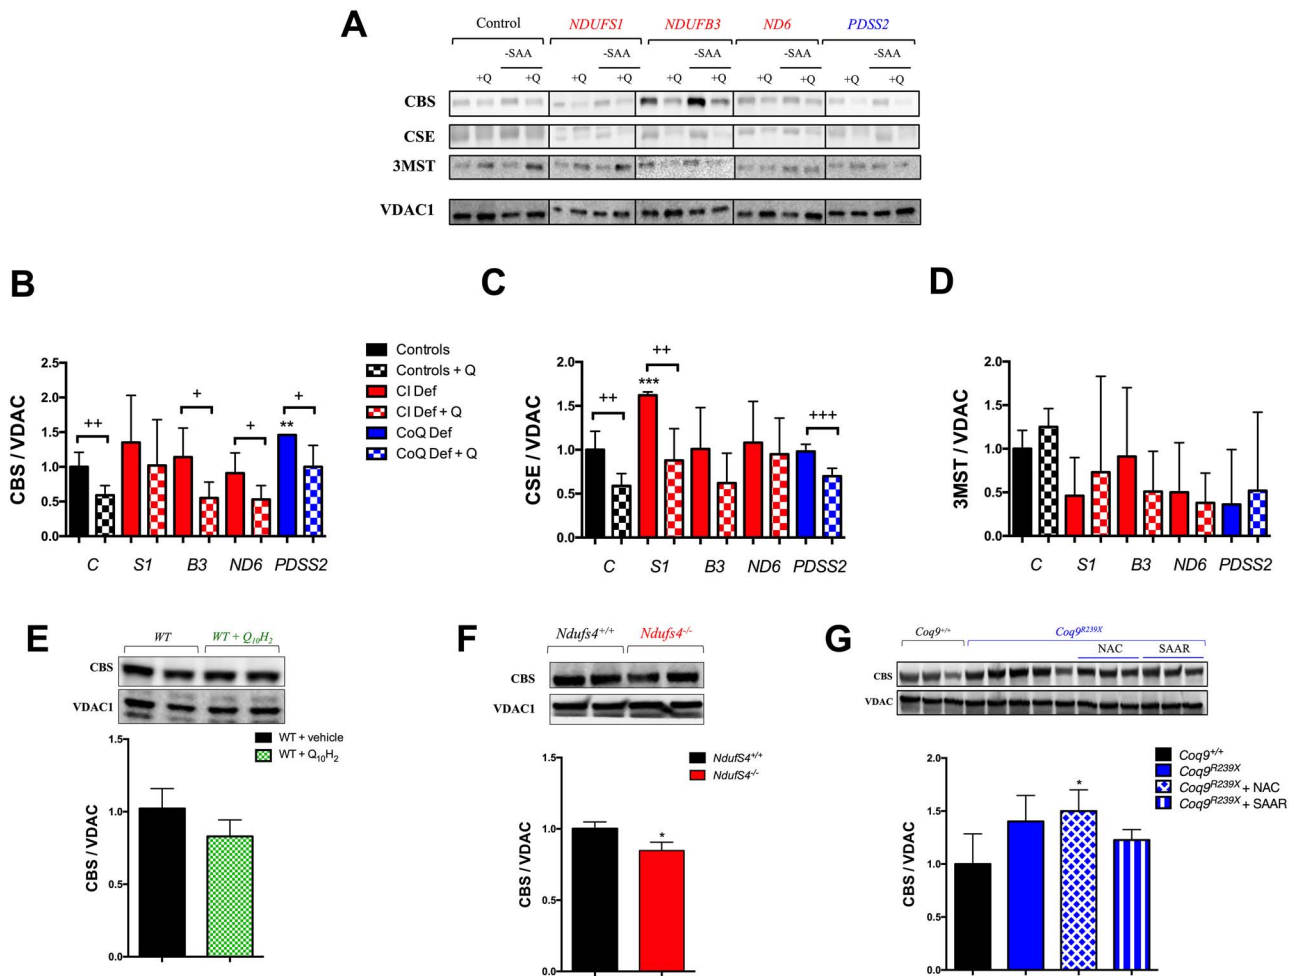 A
Control NDUFS1 NDUFB3 ND6 PDSS2
-SAA -SAA -SAA -SAA -SAA
+Q +Q +Q +Q +Q +Q +Q +Q +Q +Q
CBS
CSE
3MST
VDAC1
B
CBS / VDAC
2.5
2.0
1.5
1.0
0.5
0.0
++ + + + **
C S1 B3 ND6 PDSS2
Controls
Controls + Q
CI Def
CI Def + Q
CoQ Def
CoQ Def + Q
C
CSE / VDAC
2.0
1.5
1.0
0.5
0.0
++ *** ++ +++
C S1 B3 ND6 PDSS2
D
3MST / VDAC
2.0
1.5
1.0
0.5
0.0
C S1 B3 ND6 PDSS2
E
WT WT + Q10H2
CBS
VDAC1
WT + vehicle
WT + Q10H2
CBS / VDAC
1.5
1.0
0.5
0.0
F
Ndufs4+/+ Ndufs4-/-
CBS
VDAC1
NdufS4+/+
NdufS4-/-
CBS / VDAC
1.5
1.0
0.5
0.0
*
G
Coq9+/+ Coq9R239X
NAC SAAR
CBS
VDAC
Coq9+/+
Coq9R239X
Coq9R239X + NAC
Coq9R239X + SAAR
CBS / VDAC
2.0
1.5
1.0
0.5
0.0
*